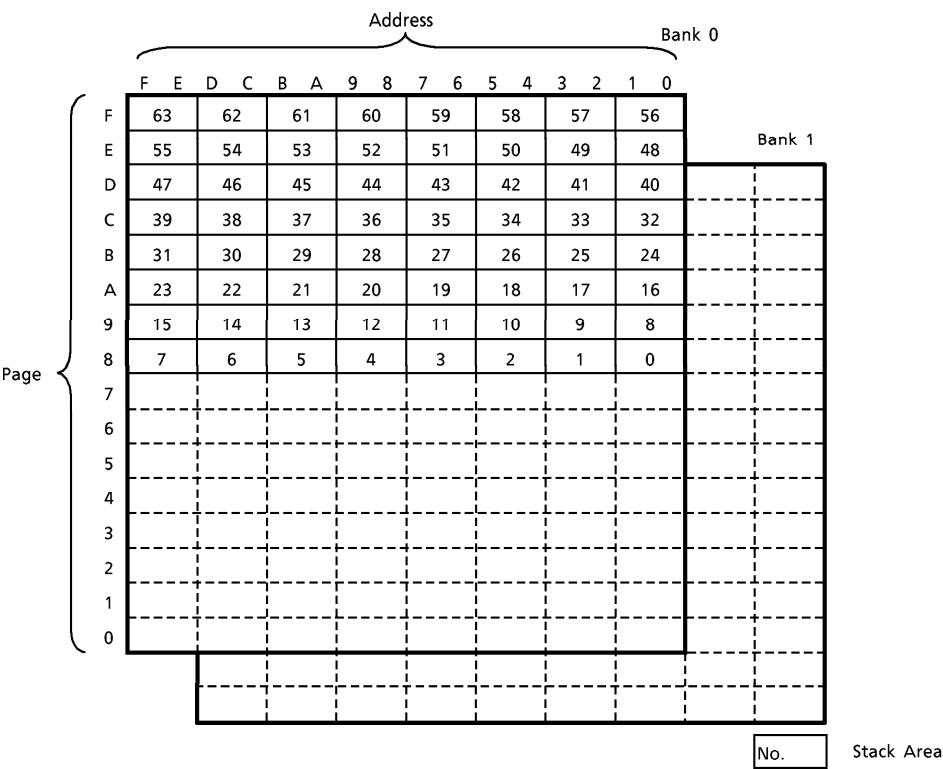 Address
Bank 0
F E D C B A 9 8 7 6 5 4 3 2 1 0
F 63 62 61 60 59 58 57 56
Bank 1
E 55 54 53 52 51 50 49 48
D 47 46 45 44 43 42 41 40
C 39 38 37 36 35 34 33 32
B 31 30 29 28 27 26 25 24
A 23 22 21 20 19 18 17 16
9 15 14 13 12 11 10 9 8
8 7 6 5 4 3 2 1 0
Page
7
6
5
4
3
2
1
0
No. Stack Area